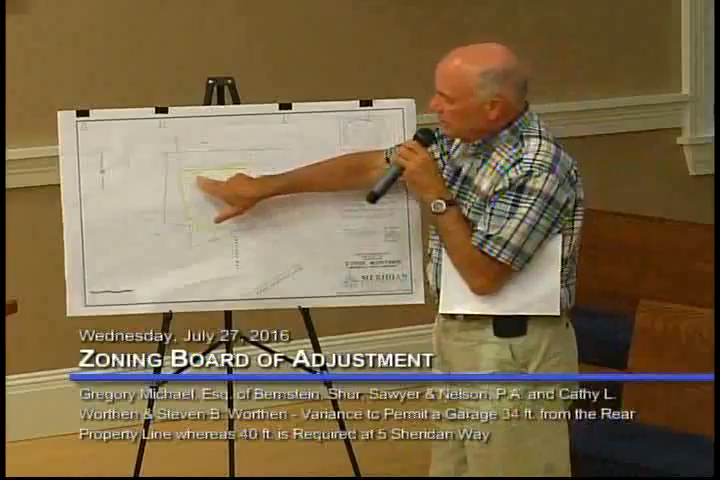 MERIDIAN
Wednesday, July 27, 2016
Zoning Board of Adjustment
Gregory Michael, Esq. of Bernstein, Shur, Sawyer & Nelson, P.A. and Cathy L.
Worthen & Steven B. Worthen - Variance to Permit a Garage 34 ft. from the Rear
Property Line whereas 40 ft. is Required at 5 Sheridan Way